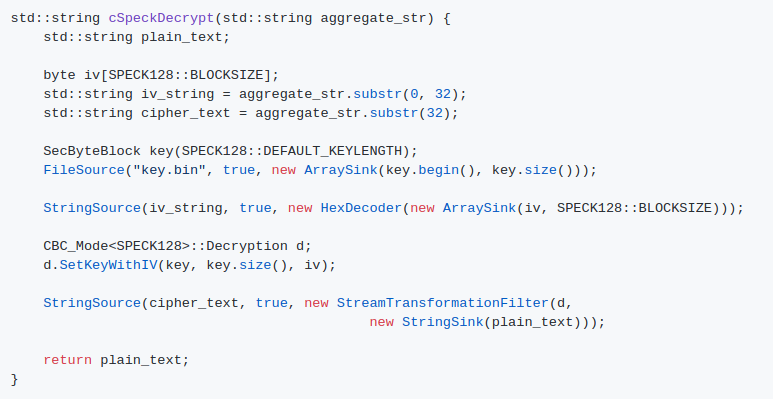 std::string cSpeckDecrypt(std::string aggregate_str) {
    std::string plain_text;

    byte iv[SPECK128::BLOCKSIZE];
    std::string iv_string = aggregate_str.substr(0, 32);
    std::string cipher_text = aggregate_str.substr(32);

    SecByteBlock key(SPECK128::DEFAULT_KEYLENGTH);
    FileSource("key.bin", true, new ArraySink(key.begin(), key.size()));

    StringSource(iv_string, true, new HexDecoder(new ArraySink(iv, SPECK128::BLOCKSIZE)));

    CBC_Mode<SPECK128>::Decryption d;
    d.SetKeyWithIV(key, key.size(), iv);

    StringSource(cipher_text, true, new StreamTransformationFilter(d,
                                            new StringSink(plain_text)));

    return plain_text;
}